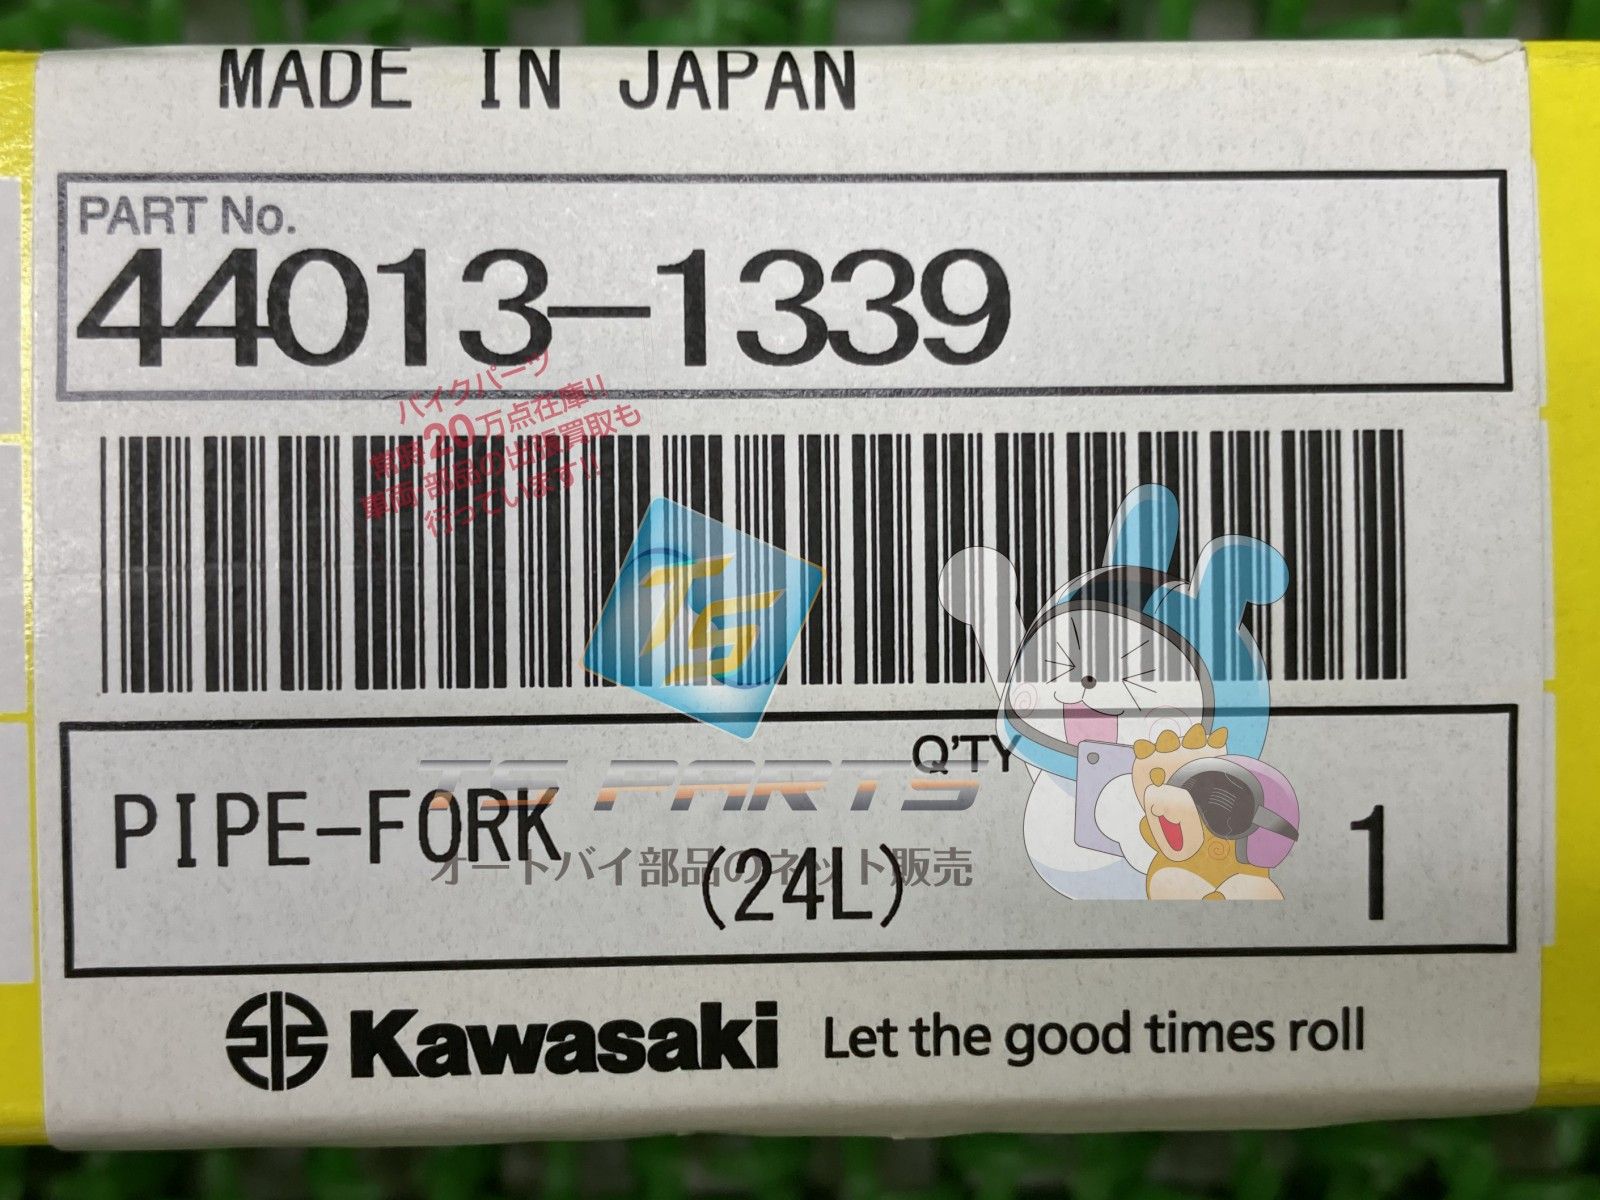 MADE IN JAPAN
PART No.
44013-1339
バイクパーツ
常時20万点在庫!!
車両・部品の出張買取も
行っています!!
TS
Q'TY
TS PARTS
PIPE-FORK
オートバイ部品のネット販売
(24L)
1
Kawasaki Let the good times roll